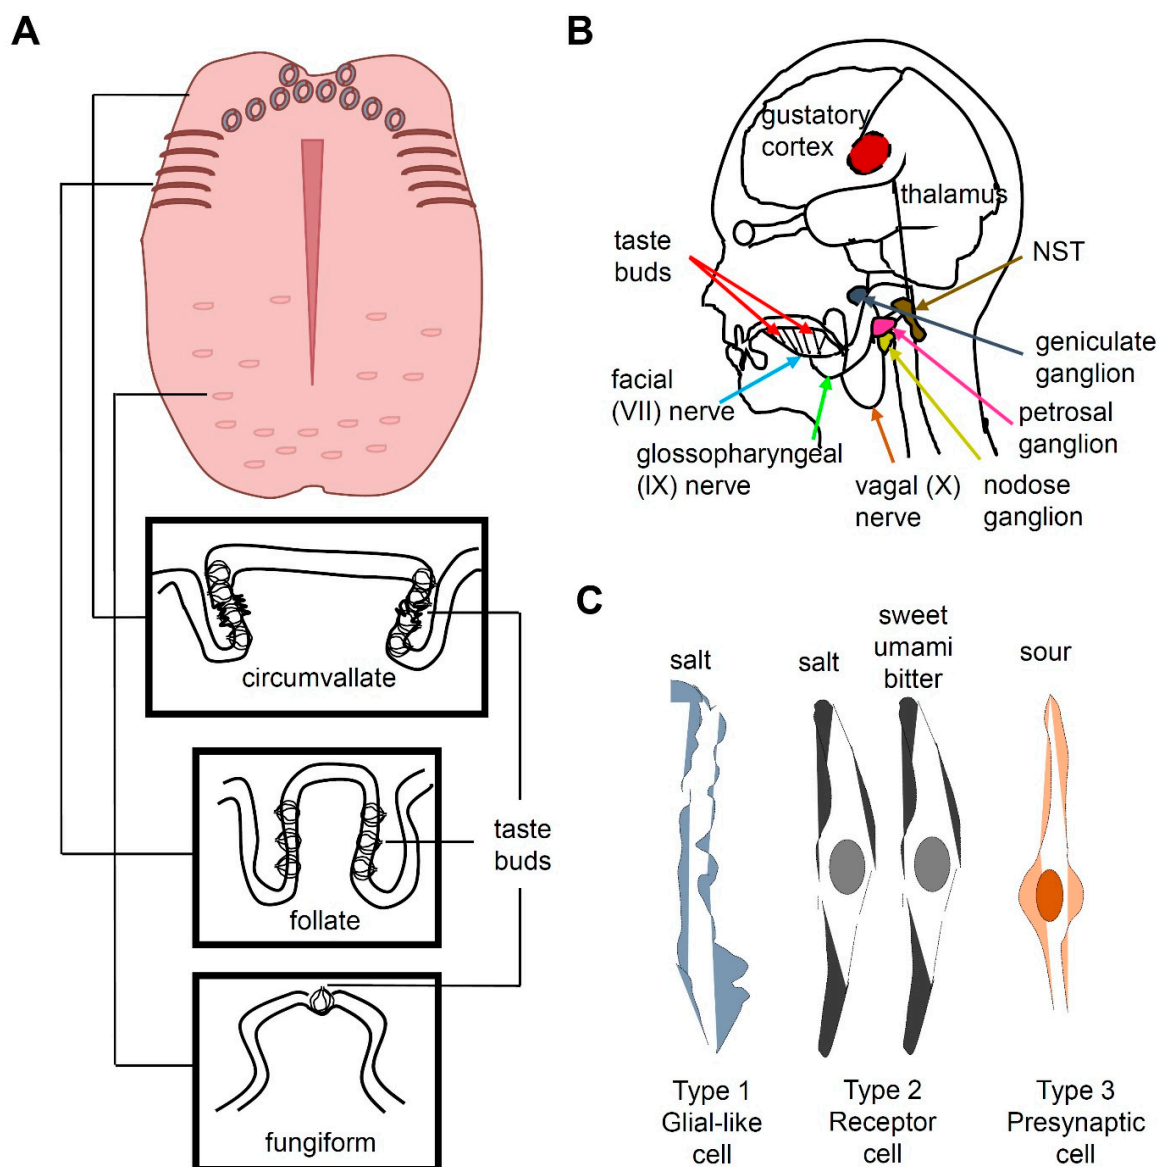 A
circumvallate
follate
fungiform
taste
buds
B
gustatory
cortex
thalamus
taste
buds
NST
geniculate
ganglion
facial
(VII) nerve
petrosal
ganglion
glossopharyngeal
(IX) nerve
vagal (X)
nerve
nodose
ganglion
C
salt
salt
sweet
umami
bitter
sour
Type 1
Glial-like
cell
Type 2
Receptor
cell
Type 3
Presynaptic
cell